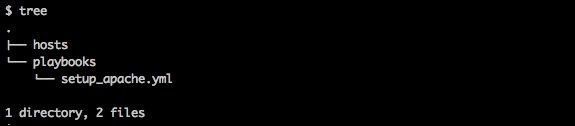 $ tree
.
├── hosts
└── playbooks
    └── setup_apache.yml

1 directory, 2 files